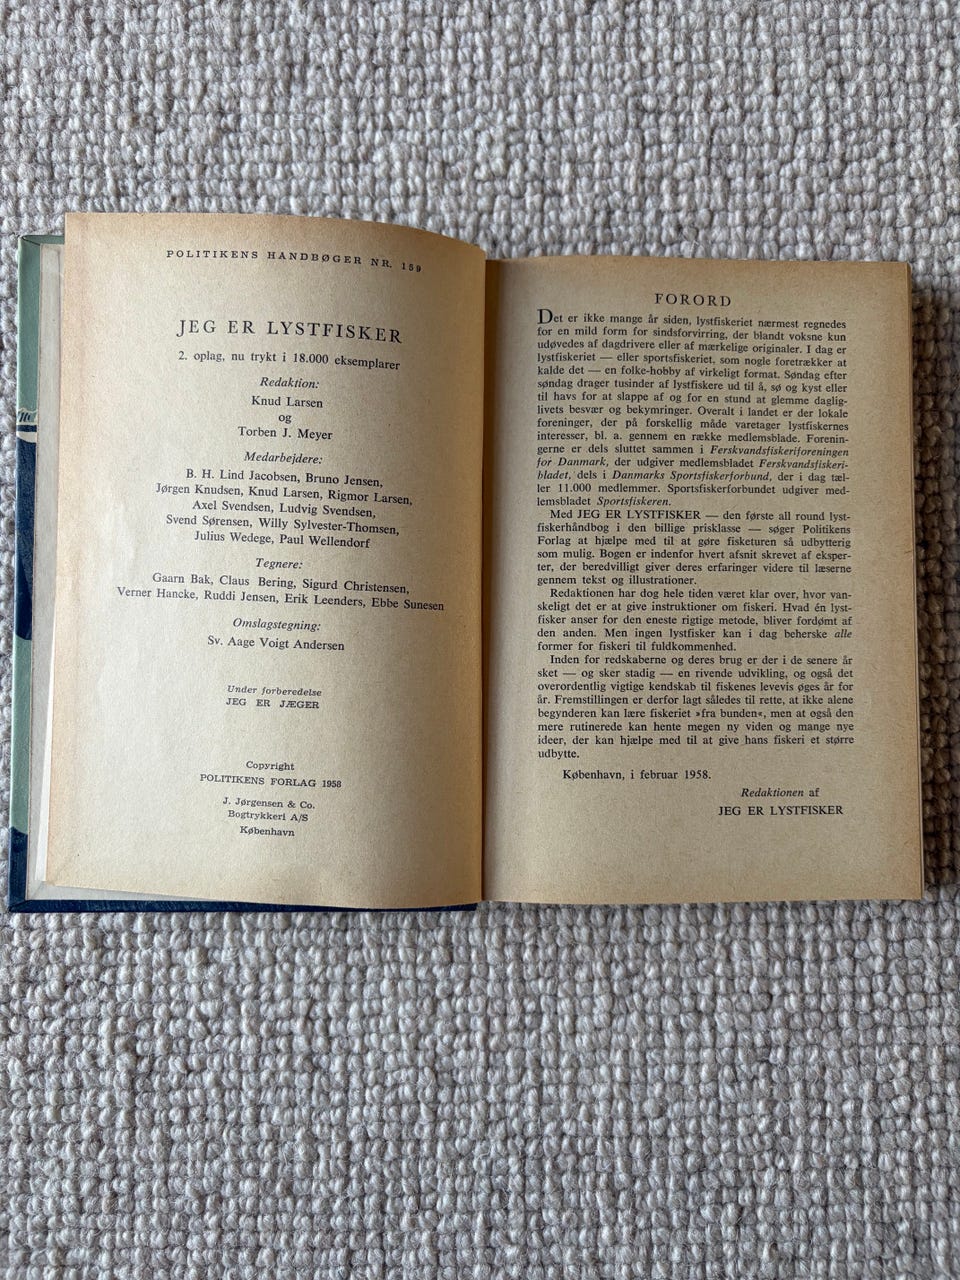 POLITIKENS HANDBØGER NR. 159
JEG ER LYSTFISKER
2. oplag, nu trykt i 18.000 eksemplarer
Redaktion:
Knud Larsen
og
Torben J. Meyer
Medarbejdere:
B. H. Lind Jacobsen, Bruno Jensen,
Jørgen Knudsen, Knud Larsen, Rigmor Larsen,
Axel Svendsen, Ludvig Svendsen,
Svend Sørensen, Willy Sylvester-Thomsen,
Julius Wedege, Paul Wellendorf
Tegnere:
Gaarn Bak, Claus Bering, Sigurd Christensen,
Verner Hancke, Ruddi Jensen, Erik Leenders, Ebbe Sunesen
Omslagstegning:
Sv. Aage Voigt Andersen
Under forberedelse
JEG ER JÆGER
Copyright
POLITIKENS FORLAG 1958
J. Jørgensen & Co.
Bogtrykkeri A/S
København
FORORD
Det er ikke mange år siden, lystfiskeriet nærmest regnedes
for en mild form for sindsforvirring, der blandt voksne kun
udøvedes af dagdrivere eller af mærkelige originaler. I dag er
lystfiskeriet — eller sportsfiskeriet, som nogle foretrækker at
kalde det — en folke-hobby af virkeligt format. Søndag efter
søndag drager tusinder af lystfiskere ud til å, sø og kyst eller
til havs for at slappe af og for en stund at glemme daglig-
livets besvær og bekymringer. Overalt i landet er der lokale
foreninger, der på forskellig måde varetager lystfiskernes
interesser, bl. a. gennem en række medlemsblade. Forenin-
gerne er dels sluttet sammen i Ferskvandsfiskeriforeningen
for Danmark, der udgiver medlemsbladet Ferskvandsfiskeri-
bladet, dels i Danmarks Sportsfiskerforbund, der i dag tæl-
ler 11.000 medlemmer. Sportsfiskerforbundet udgiver med-
lemsbladet Sportsfiskeren.
Med JEG ER LYSTFISKER — den første all round lyst-
fiskerhåndbog i den billige prisklasse — søger Politikens
Forlag at hjælpe med til at gøre fisketuren så udbytterig
som mulig. Bogen er indenfor hvert afsnit skrevet af eksper-
ter, der beredvilligt giver deres erfaringer videre til læserne
gennem tekst og illustrationer.
Redaktionen har dog hele tiden været klar over, hvor van-
skeligt det er at give instruktioner om fiskeri. Hvad én lyst-
fisker anser for den eneste rigtige metode, bliver fordømt af
den anden. Men ingen lystfisker kan i dag beherske alle
former for fiskeri til fuldkommenhed.
Inden for redskaberne og deres brug er der i de senere år
sket — og sker stadig — en rivende udvikling, og også det
overordentlig vigtige kendskab til fiskenes levevis øges år for
år. Fremstillingen er derfor lagt således til rette, at ikke alene
begynderen kan lære fiskeriet »fra bunden«, men at også den
mere rutinerede kan hente megen ny viden og mange nye
ideer, der kan hjælpe med til at give hans fiskeri et større
udbytte.
København, i februar 1958.
Redaktionen af
JEG ER LYSTFISKER